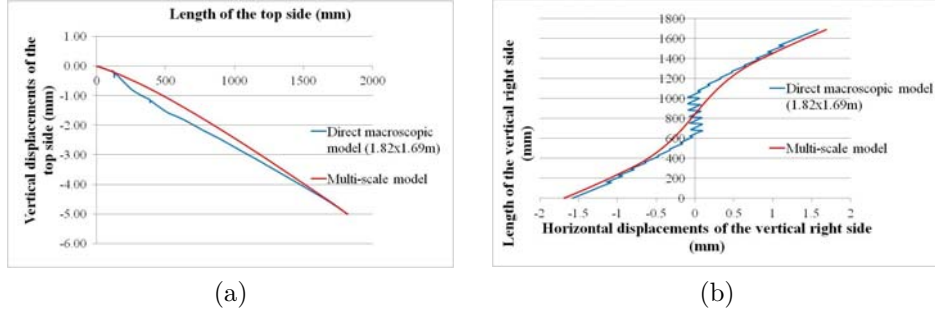 Length of the top side (mm)
1.00
0.00
-1.00
-2.00
-3.00
-4.00
-5.00
-6.00
0
500
1000
1500
2000
Vertical displacements of the
top side (mm)
Direct macroscopic
model (1.82x1.69m)
Multi-scale model
(a)
1800
1600
1400
1200
1000
800
600
400
200
0
-2
-1.5
-1
-0.5
0
0.5
1
1.5
2
Length of the vertical right side
(mm)
Direct macroscopic model
(1.82x1.69m)
Multi-scale model
Horizontal displacements of the vertical right side
(mm)
(b)